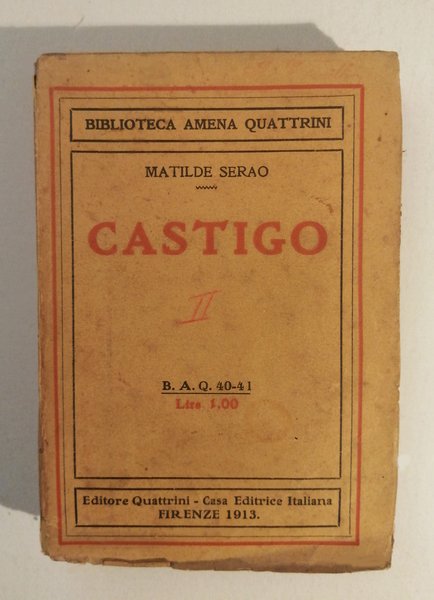 BIBLIOTECA AMENA QUATTRINI
MATILDE SERAO
CASTIGO
II
B. A. Q. 40-41
Lire 1,00
Editore Quattrini - Casa Editrice Italiana
FIRENZE 1913.